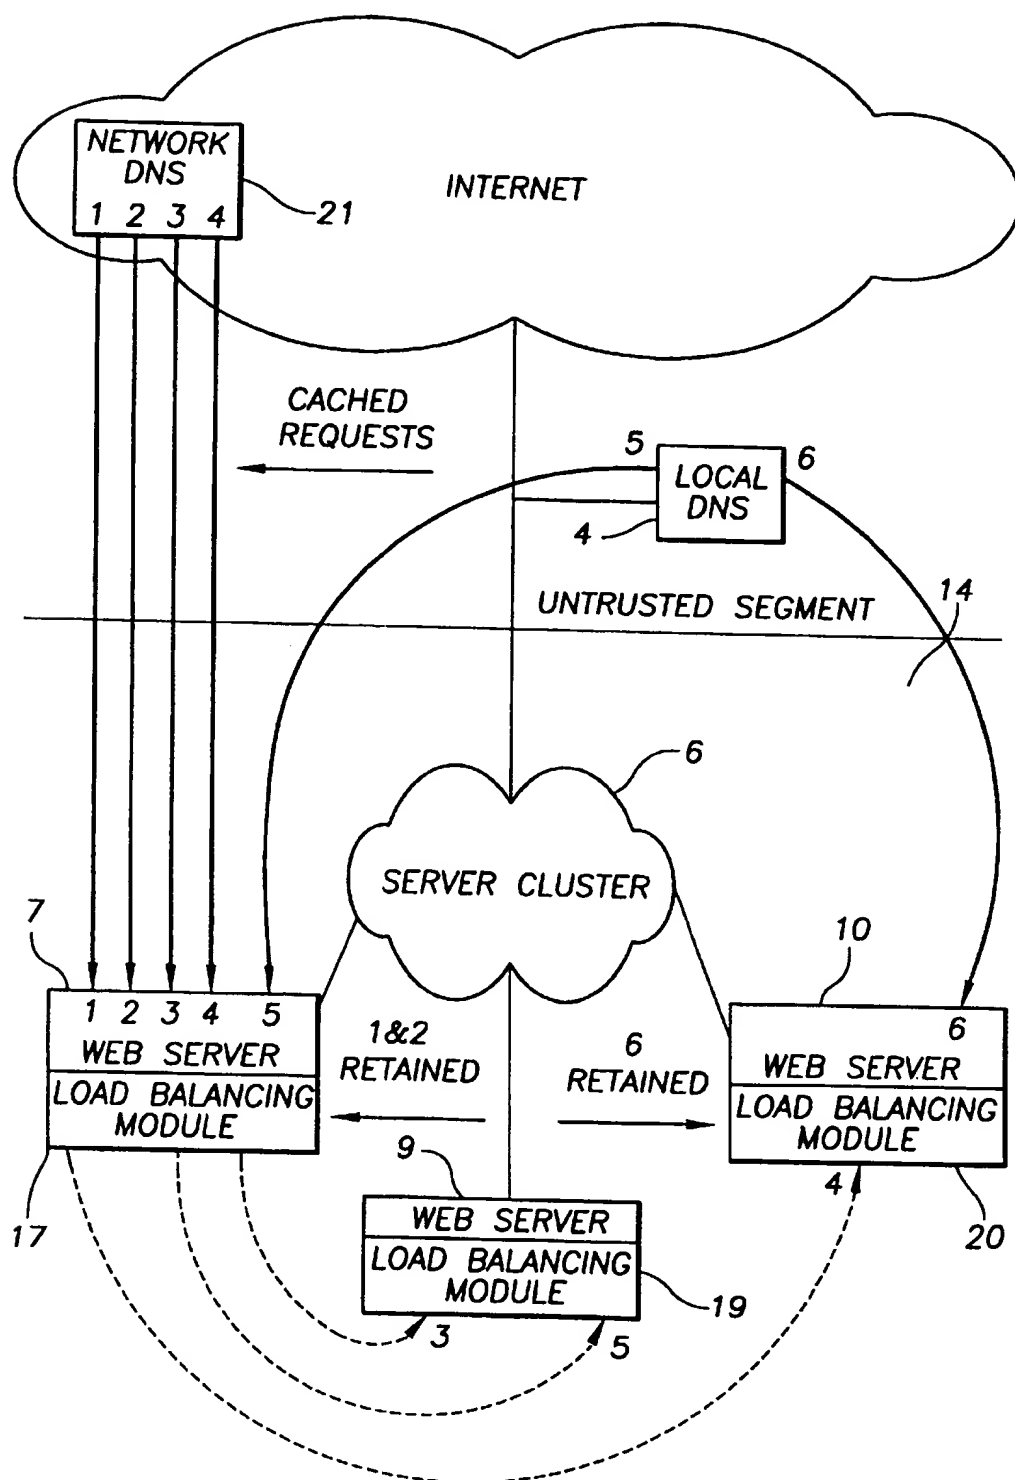 NETWORK
DNS
1 2 3 4
21
INTERNET
CACHED
REQUESTS
5
LOCAL
DNS
6
4
UNTRUSTED SEGMENT
14
6
SERVER CLUSTER
7
10
1 2 3 4 5
WEB SERVER
LOAD BALANCING
MODULE
17
1&2
RETAINED
6
RETAINED
6
WEB SERVER
LOAD BALANCING
MODULE
4
20
9
WEB SERVER
LOAD BALANCING
MODULE
19
3
5